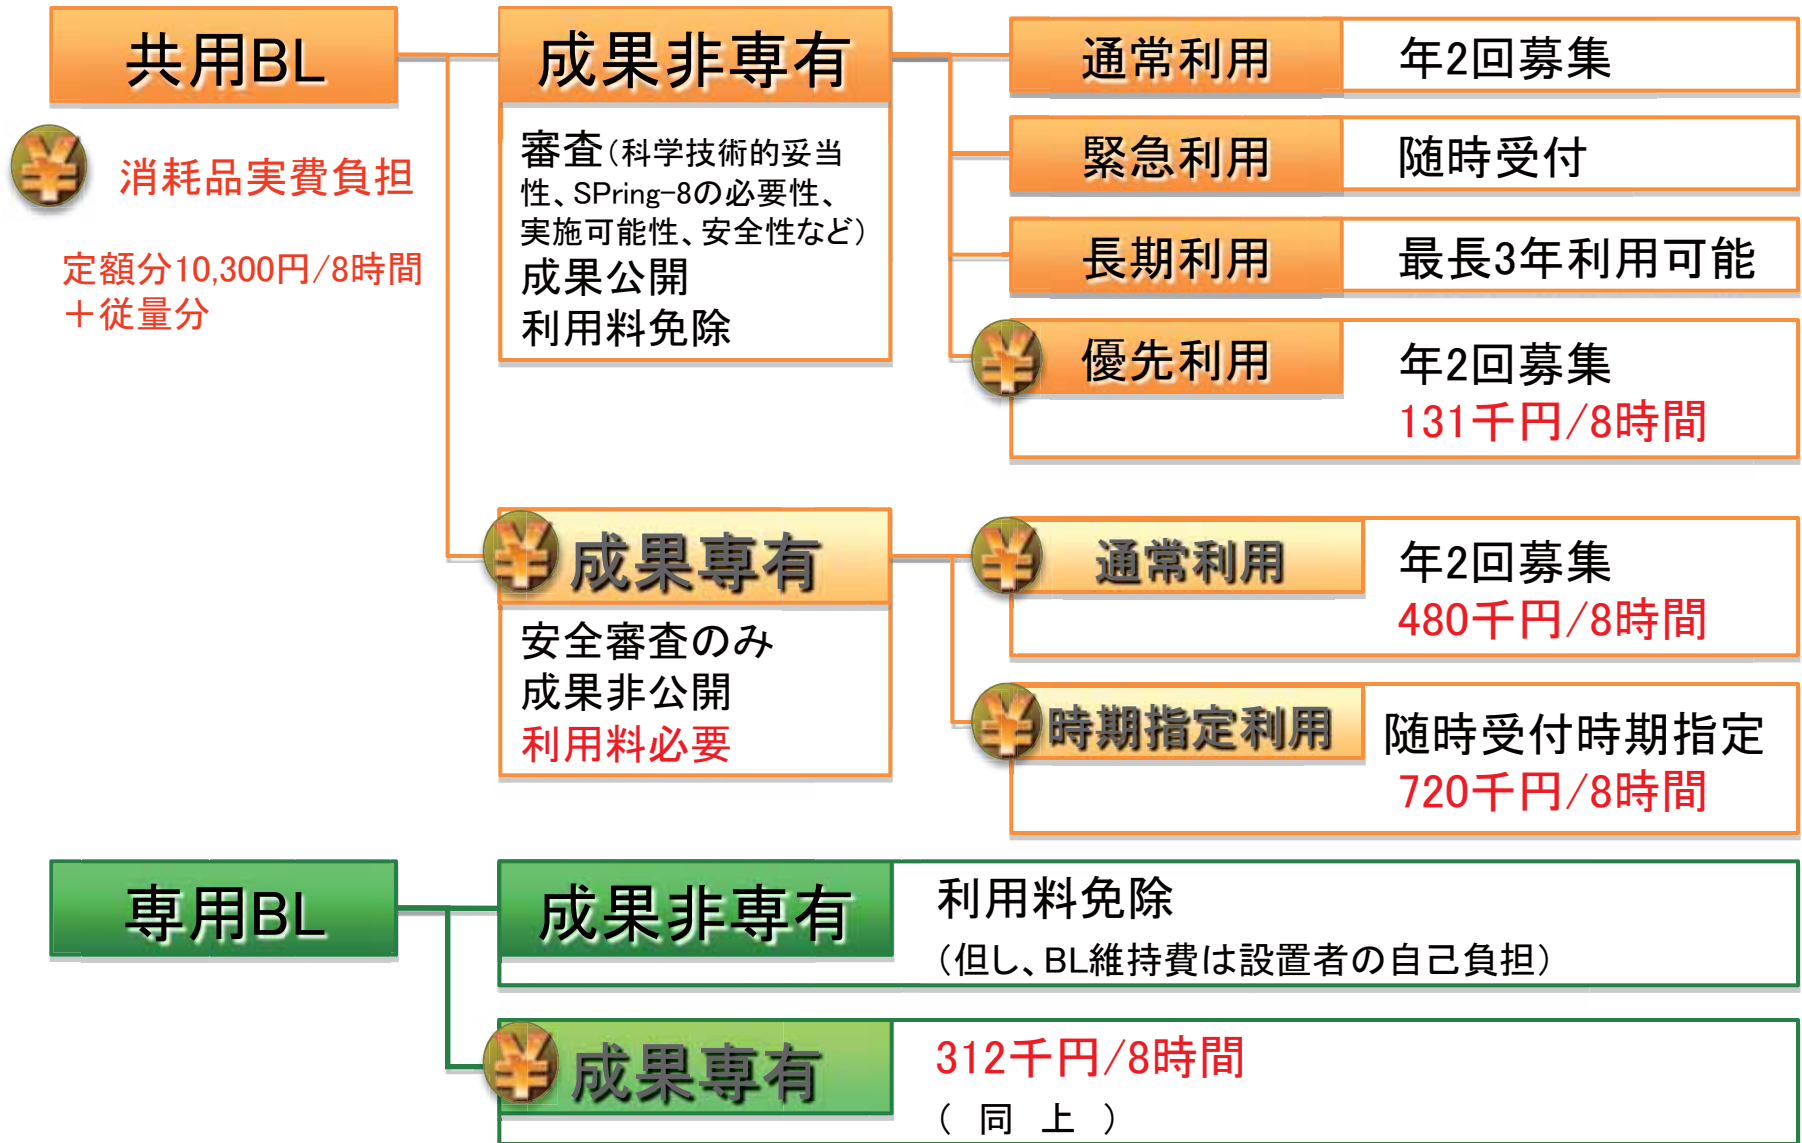 共用BL
¥
消耗品実費負担
定額分10,300円/8時間
＋従量分
成果非専有
審査（科学技術的妥当
性、SPring-8の必要性、
実施可能性、安全性など）
成果公開
利用料免除
通常利用
年2回募集
緊急利用
随時受付
長期利用
最長3年利用可能
¥
優先利用
年2回募集
131千円/8時間
¥
成果専有
安全審査のみ
成果非公開
利用料必要
¥
通常利用
年2回募集
480千円/8時間
¥
時期指定利用
随時受付時期指定
720千円/8時間
専用BL
成果非専有
利用料免除
（但し、BL維持費は設置者の自己負担）
¥
成果専有
312千円/8時間
（ 同 上 ）